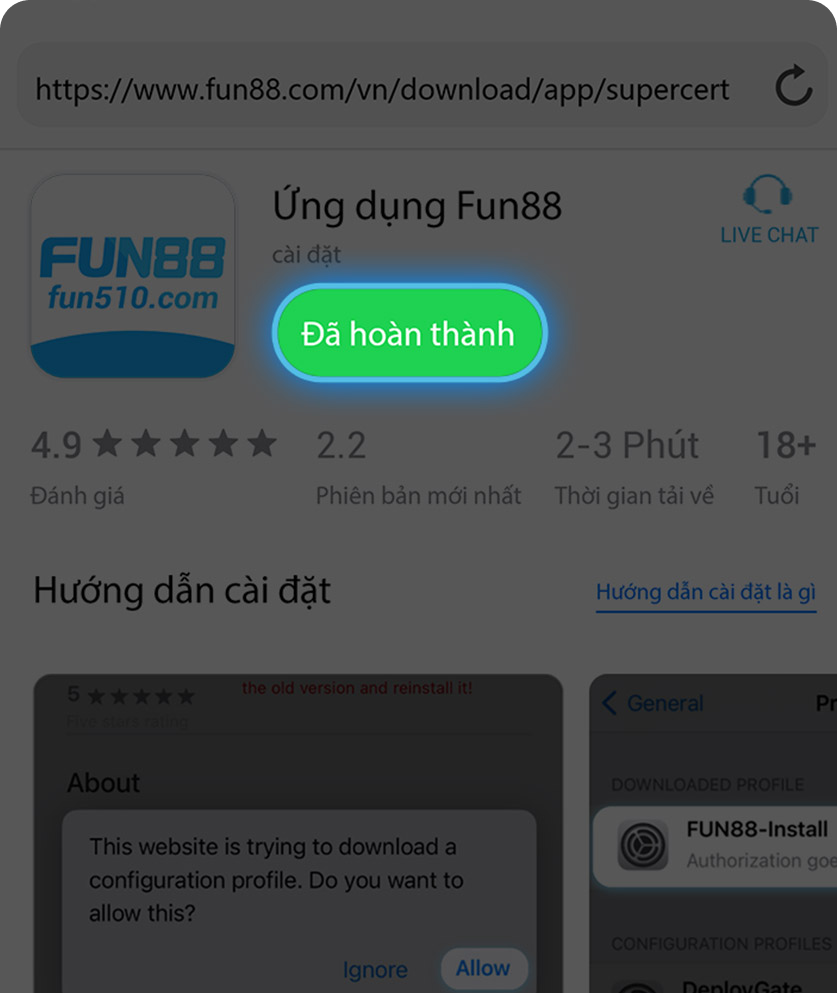 https://www.fun88.com/vn/download/app/supercert
FUN88
fun510.com
Ứng dụng Fun88
cài đặt
LIVE CHAT
Đã hoàn thành
4.9 ★★★★★
2.2
2-3 Phút
18+
Đánh giá
Phiên bản mới nhất
Thời gian tải về
Tuổi
Hướng dẫn cài đặt
Hướng dẫn cài đặt là gì
5 ★★★★★
the old version and reinstall it!
Five stars rating
About
This website is trying to download a
configuration profile. Do you want to
allow this?
Ignore
Allow
General
DOWNLOADED PROFILE
FUN88-Install
Authorization
CONFIGURATION PROFILES
DeployGate